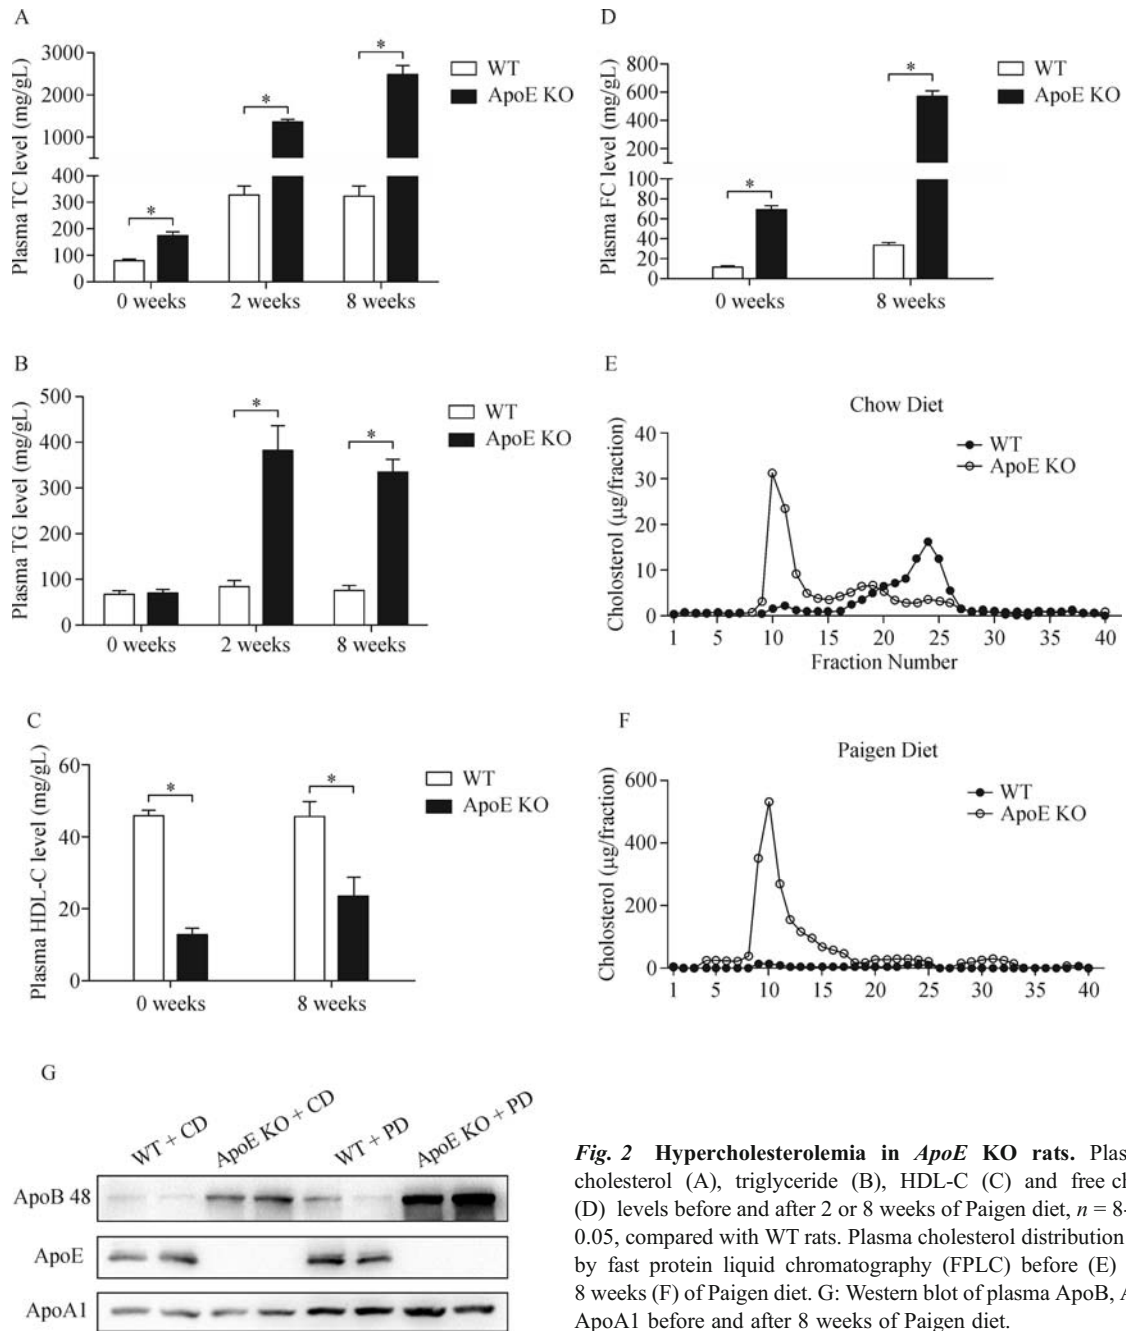 A
Plasma TC level (mg/gL)
3000
2000
1000
400
300
200
100
0
*
*
*
0 weeks
2 weeks
8 weeks
WT
ApoE KO
D
Plasma FC level (mg/gL)
800
600
400
200
100
80
60
40
20
0
*
*
0 weeks
8 weeks
WT
ApoE KO
B
Plasma TG level (mg/gL)
500
400
300
200
100
0
*
*
0 weeks
2 weeks
8 weeks
WT
ApoE KO
E
Chow Diet
Cholosterol (μg/fraction)
40
30
20
10
0
1 5 10 15 20 25 30 35 40
Fraction Number
WT
ApoE KO
C
Plasma HDL-C level (mg/gL)
60
40
20
0
*
*
0 weeks
8 weeks
WT
ApoE KO
F
Paigen Diet
Cholosterol (μg/fraction)
600
400
200
0
1 5 10 15 20 25 30 35 40
WT
ApoE KO
G
WT + CD
ApoE KO + CD
WT + PD
ApoE KO + PD
ApoB 48
ApoE
ApoA1
Fig. 2 Hypercholesterolemia in ApoE KO rats. Plas
cholesterol (A), triglyceride (B), HDL-C (C) and free ch
(D) levels before and after 2 or 8 weeks of Paigen diet, n = 8-
0.05, compared with WT rats. Plasma cholesterol distribution
by fast protein liquid chromatography (FPLC) before (E)
8 weeks (F) of Paigen diet. G: Western blot of plasma ApoB, A
ApoA1 before and after 8 weeks of Paigen diet.